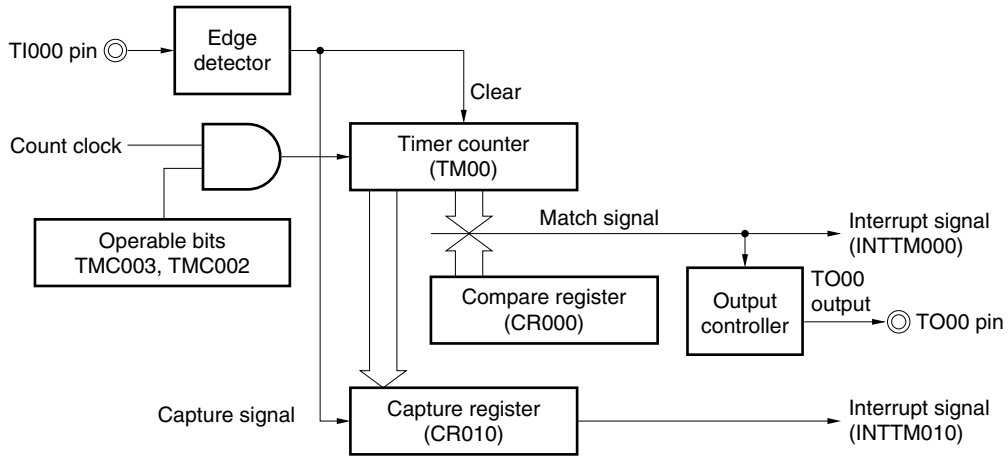 TI000 pin
Edge
detector
Clear
Count clock
Timer counter
(TM00)
Operable bits
TMC003, TMC002
Match signal
Interrupt signal
(INTTM000)
Compare register
(CR000)
Output
controller
TO00
output
TO00 pin
Capture signal
Capture register
(CR010)
Interrupt signal
(INTTM010)